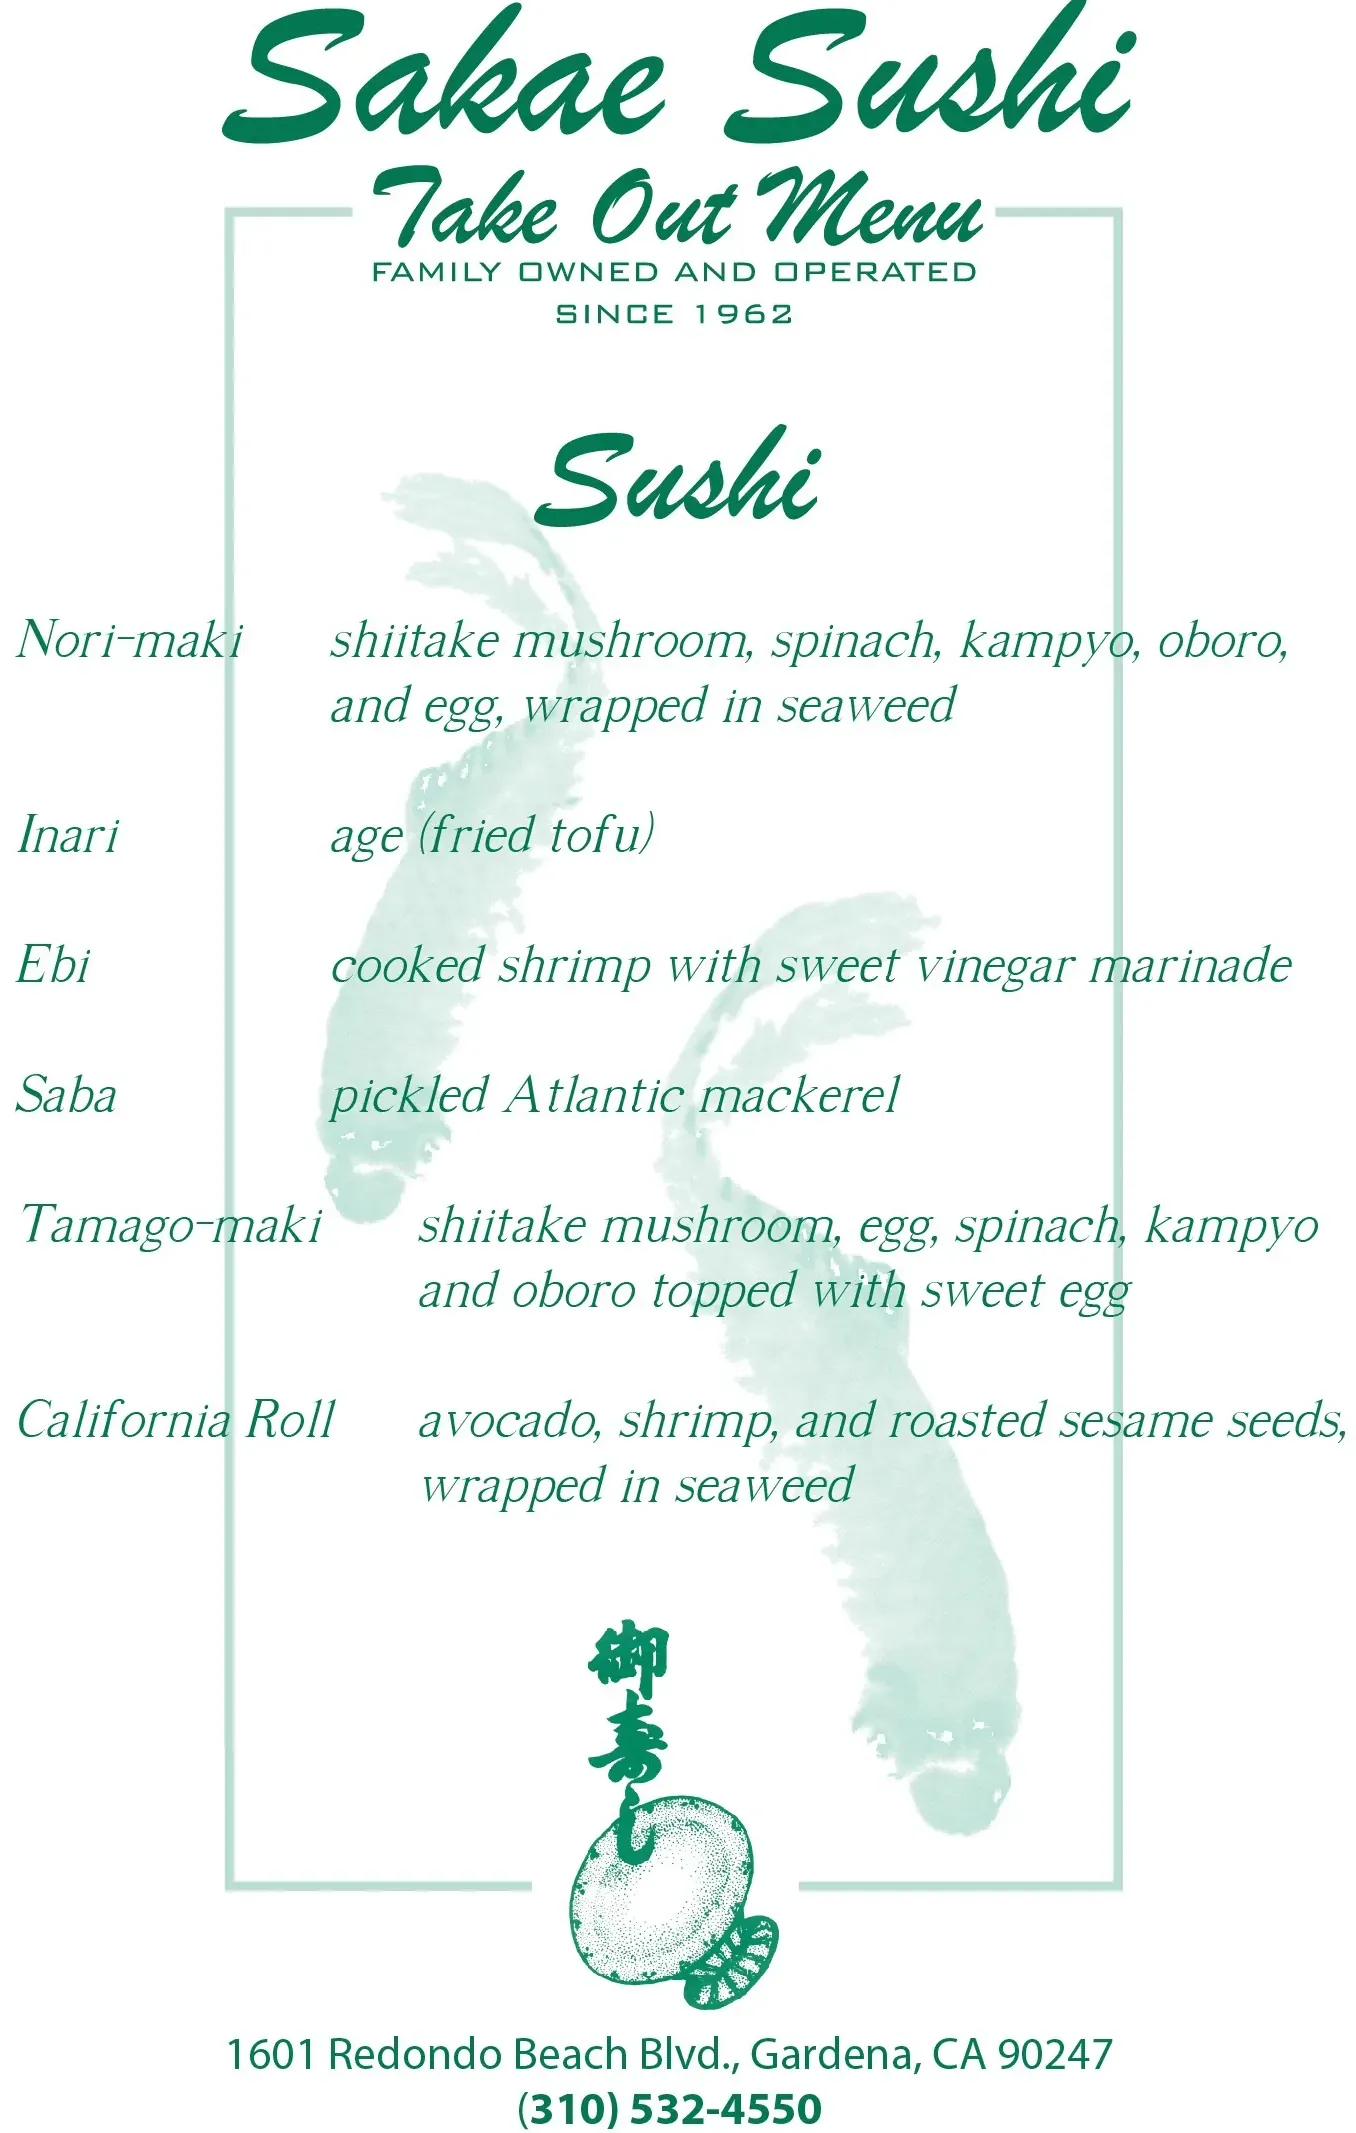 Sakae Sushi
Take Out Menu
FAMILY OWNED AND OPERATED
SINCE 1962
Sushi
Nori-maki shiitake mushroom, spinach, kampyo, oboro,
and egg, wrapped in seaweed
Inari age (fried tofu)
Ebi cooked shrimp with sweet vinegar marinade
Saba pickled Atlantic mackerel
Tamago-maki shiitake mushroom, egg, spinach, kampyo
and oboro topped with sweet egg
California Roll avocado, shrimp, and roasted sesame seeds,
wrapped in seaweed
御寿し
1601 Redondo Beach Blvd., Gardena, CA 90247
(310) 532-4550